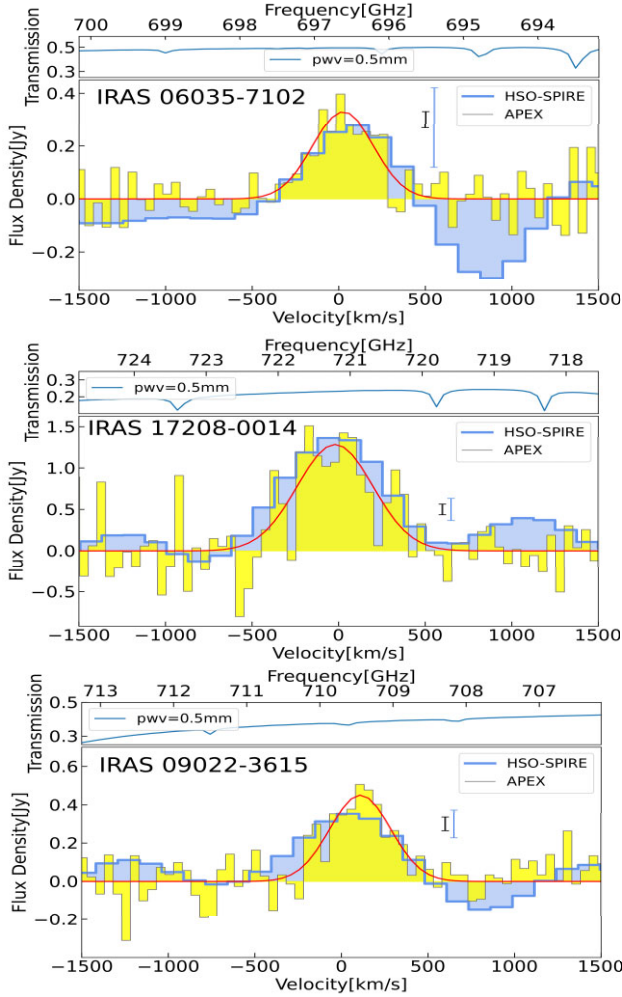 Frequency[GHz]
700 699 698 697 696 695 694
Transmission
0.5
0.3
pwv=0.5mm
IRAS 06035-7102
HSO-SPIRE
APEX
Flux Density[Jy]
0.4
0.2
0.0
−0.2
−1500 −1000 −500 0 500 1000 1500
Velocity[km/s]
Frequency[GHz]
724 723 722 721 720 719 718
Transmission
0.3
0.2
pwv=0.5mm
IRAS 17208-0014
HSO-SPIRE
APEX
Flux Density[Jy]
1.5
1.0
0.5
0.0
−0.5
−1500 −1000 −500 0 500 1000 1500
Velocity[km/s]
Frequency[GHz]
713 712 711 710 709 708 707
Transmission
0.5
0.3
pwv=0.5mm
IRAS 09022-3615
HSO-SPIRE
APEX
Flux Density[Jy]
0.6
0.4
0.2
0.0
−0.2
−1500 −1000 −500 0 500 1000 1500
Velocity[km/s]